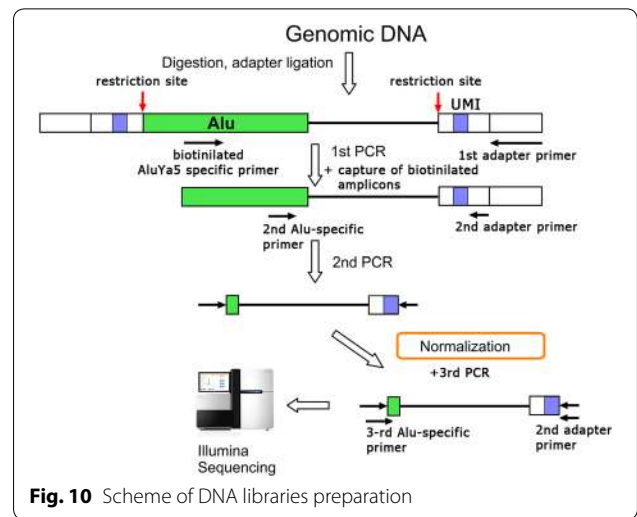 Genomic DNA
Digestion, adapter ligation
restriction site
restriction site
UMI
Alu
biotinilated
AluYa5 specific primer
1st PCR
+ capture of biotinilated
amplicons
1st adapter primer
2nd Alu-specific
primer
2nd adapter primer
2nd PCR
Normalization
+3rd PCR
3-rd Alu-specific
primer
2nd adapter
primer
Illumina
Sequencing
Fig. 10 Scheme of DNA libraries preparation